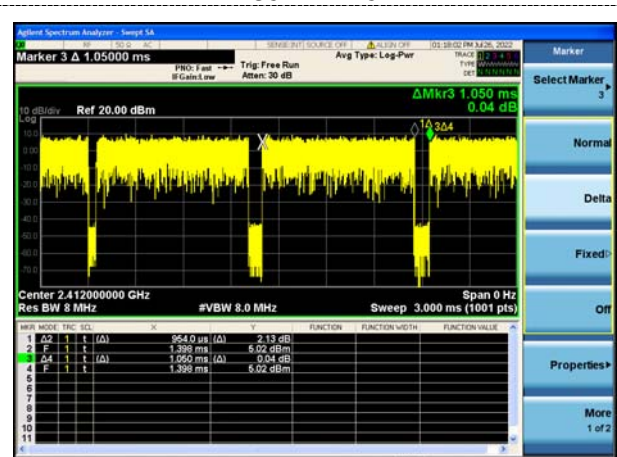 Agilent Spectrum Analyzer - Swept SA
RF 50 Ω AC SENSE:INT SOURCE OFF ALIGN OFF 01:18:02 PM Jul 26, 2022
Marker 3 Δ 1.05000 ms
PNO: Fast
IFGain:Low
Trig: Free Run
Atten: 30 dB
Avg Type: Log-Pwr
TRACE 1 2 3 4 5 6
TYPE
DET N N N N N N
ΔMkr3 1.050 ms
0.04 dB
10 dB/div Ref 20.00 dBm
Log
10.0
0.00
1Δ 3Δ4
X
-20.0
-30.0
-50.0
-60.0
-70.0
Center 2.412000000 GHz Span 0 Hz
Res BW 8 MHz #VBW 8.0 MHz Sweep 3.000 ms (1001 pts)
MKR MODE TRC SCL X Y FUNCTION FUNCTION WIDTH FUNCTION VALUE
1 Δ2 1 t (Δ) 954.0 µs (Δ) 2.13 dB
2 F 1 t 1.398 ms 5.02 dBm
3 Δ4 1 t (Δ) 1.050 ms (Δ) 0.04 dB
4 F 1 t 1.398 ms 5.02 dBm
5
6
7
8
9
10
11
Marker
Select Marker
3
Normal
Delta
Fixed
Off
Properties
More
1 of 2